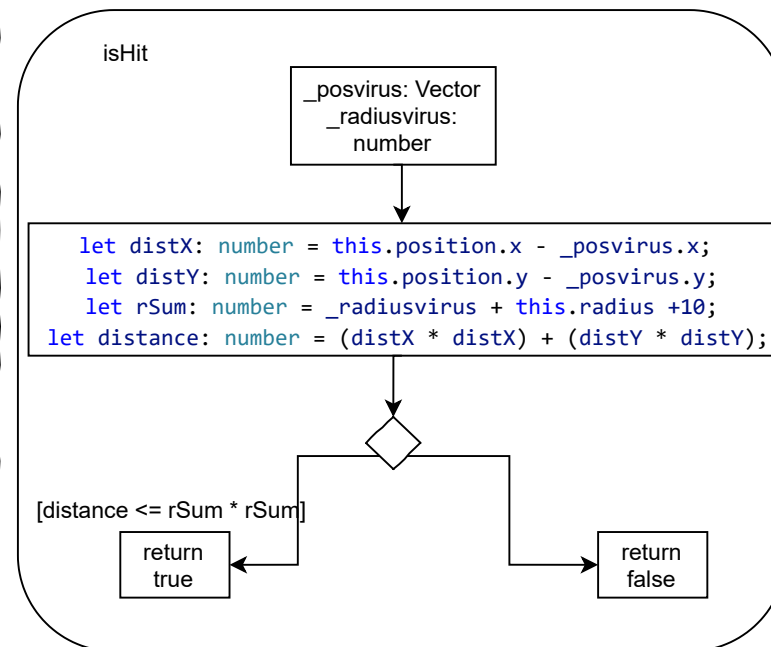 isHit
_posvirus: Vector
_radiusvirus:
number
let distX: number = this.position.x - _posvirus.x;
let distY: number = this.position.y - _posvirus.y;
let rSum: number = _radiusvirus + this.radius +10;
let distance: number = (distX * distX) + (distY * distY);
[distance <= rSum * rSum]
return
true
return
false